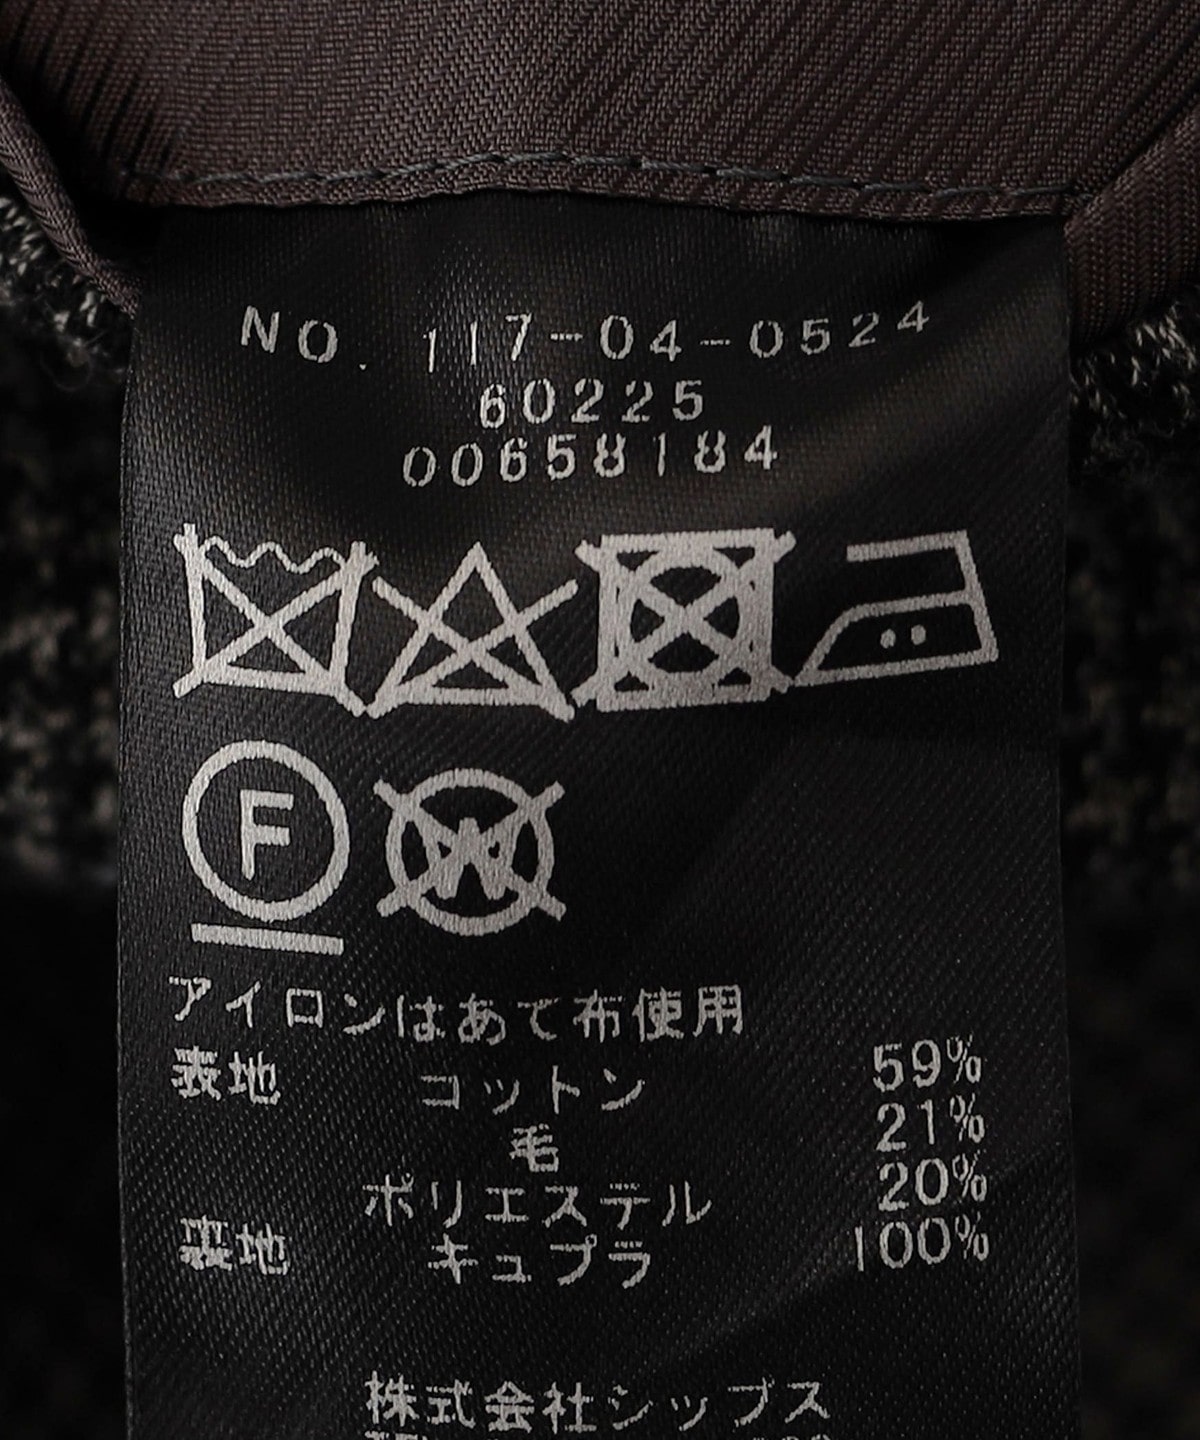 NO. 117-04-0524
60225
00658184
F W
アイロンはあて布使用
表地 コットン 59%
毛 21%
ポリエステル 20%
裏地 キュプラ 100%
株式会社シップス